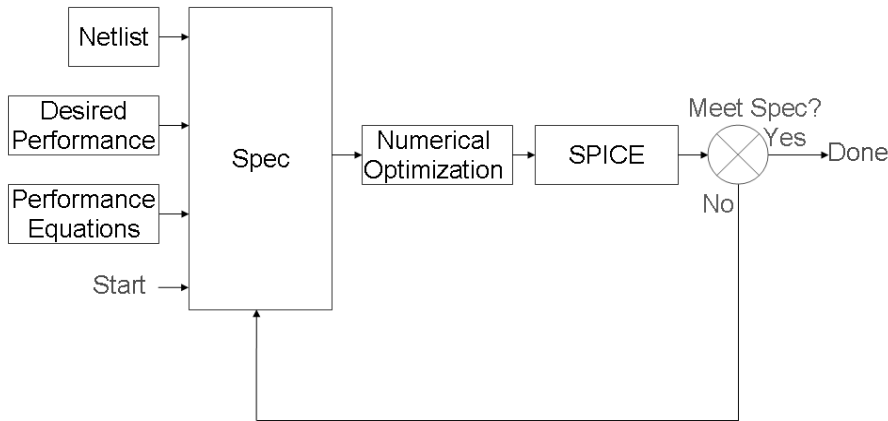 Netlist
Desired
Performance
Performance
Equations
Start
Spec
Numerical
Optimization
SPICE
Meet Spec?
Yes
Done
No